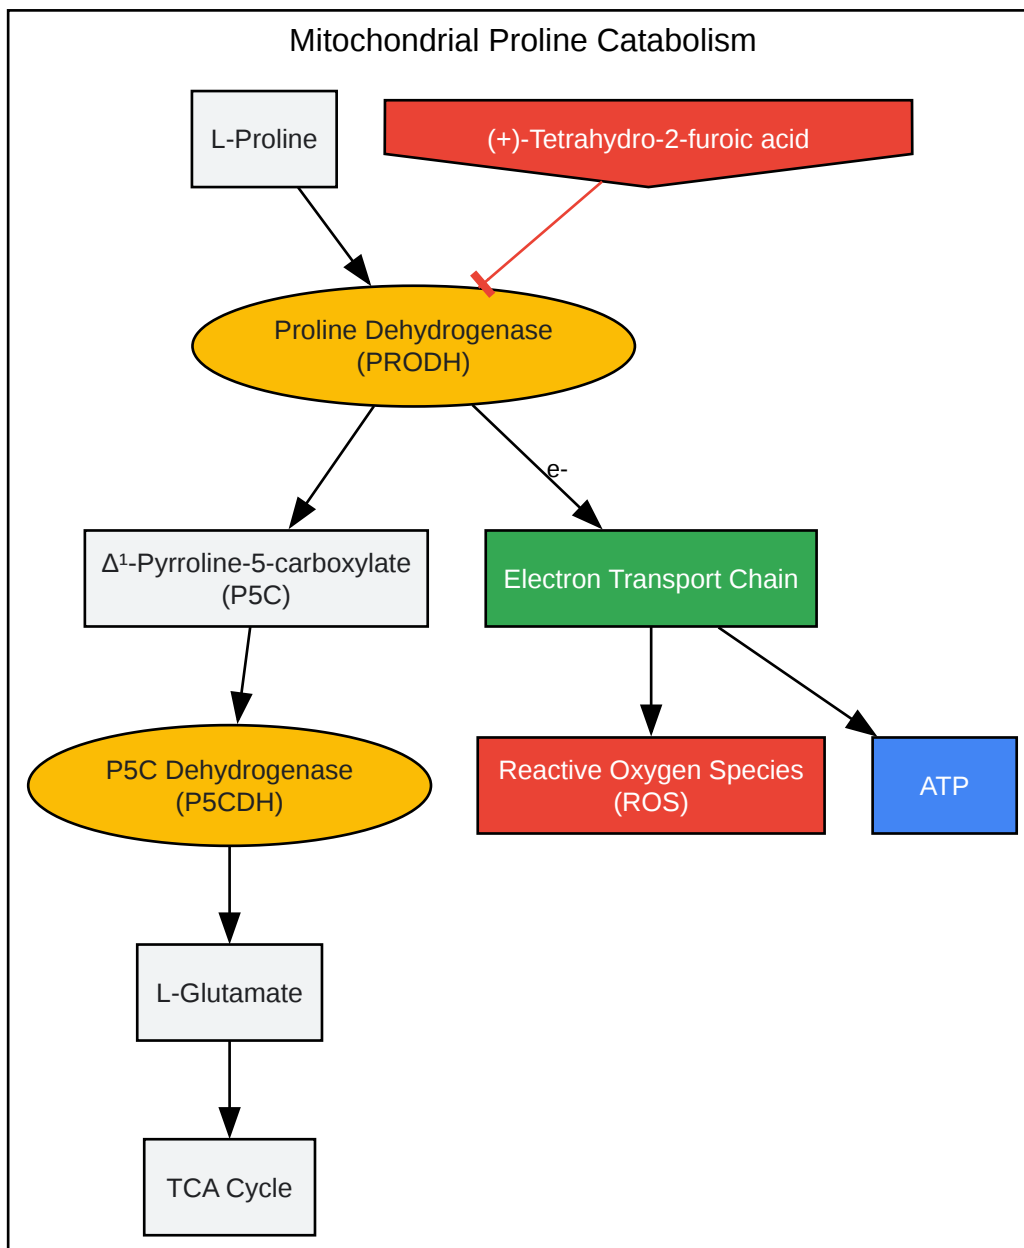 Mitochondrial Proline Catabolism
L-Proline
(+)-Tetrahydro-2-furoic acid
Proline Dehydrogenase
(PRODH)
e-
Δ¹-Pyrroline-5-carboxylate
(P5C)
Electron Transport Chain
P5C Dehydrogenase
(P5CDH)
Reactive Oxygen Species
(ROS)
ATP
L-Glutamate
TCA Cycle